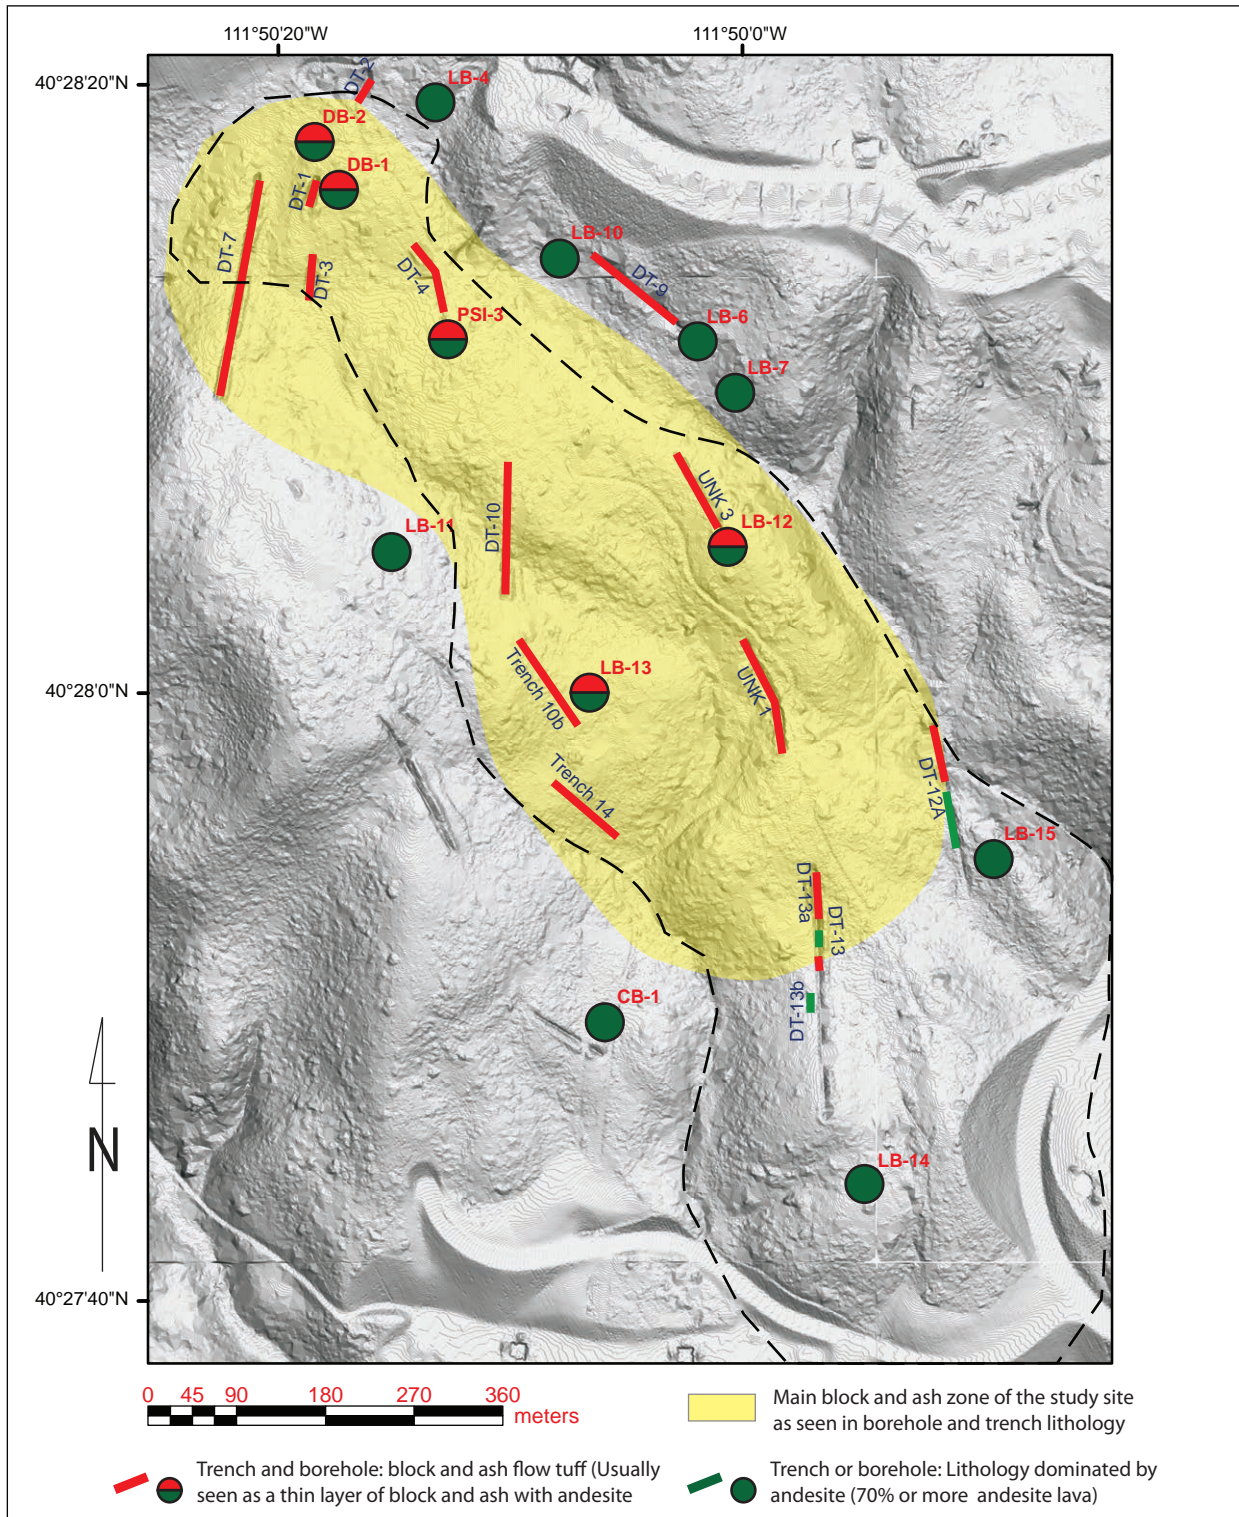 111°50'20"W
111°50'0"W
40°28'20"N
DT-2
LB-4
DB-2
DB-1
DT-1
LB-10
DT-7
DT-3
DT-4
DT-9
PSI-3
LB-6
LB-7
UNK 3
LB-12
DT-10
LB-11
40°28'0"N
Trench 10b
LB-13
UNK 1
Trench 14
DT-12A
LB-15
DT-13a
DT-13
DT-13b
CB-1
N
LB-14
40°27'40"N
0 45 90 180 270 360
meters
Main block and ash zone of the study site
as seen in borehole and trench lithology
Trench and borehole: block and ash flow tuff (Usually
seen as a thin layer of block and ash with andesite
Trench or borehole: Lithology dominated by
andesite (70% or more andesite lava)